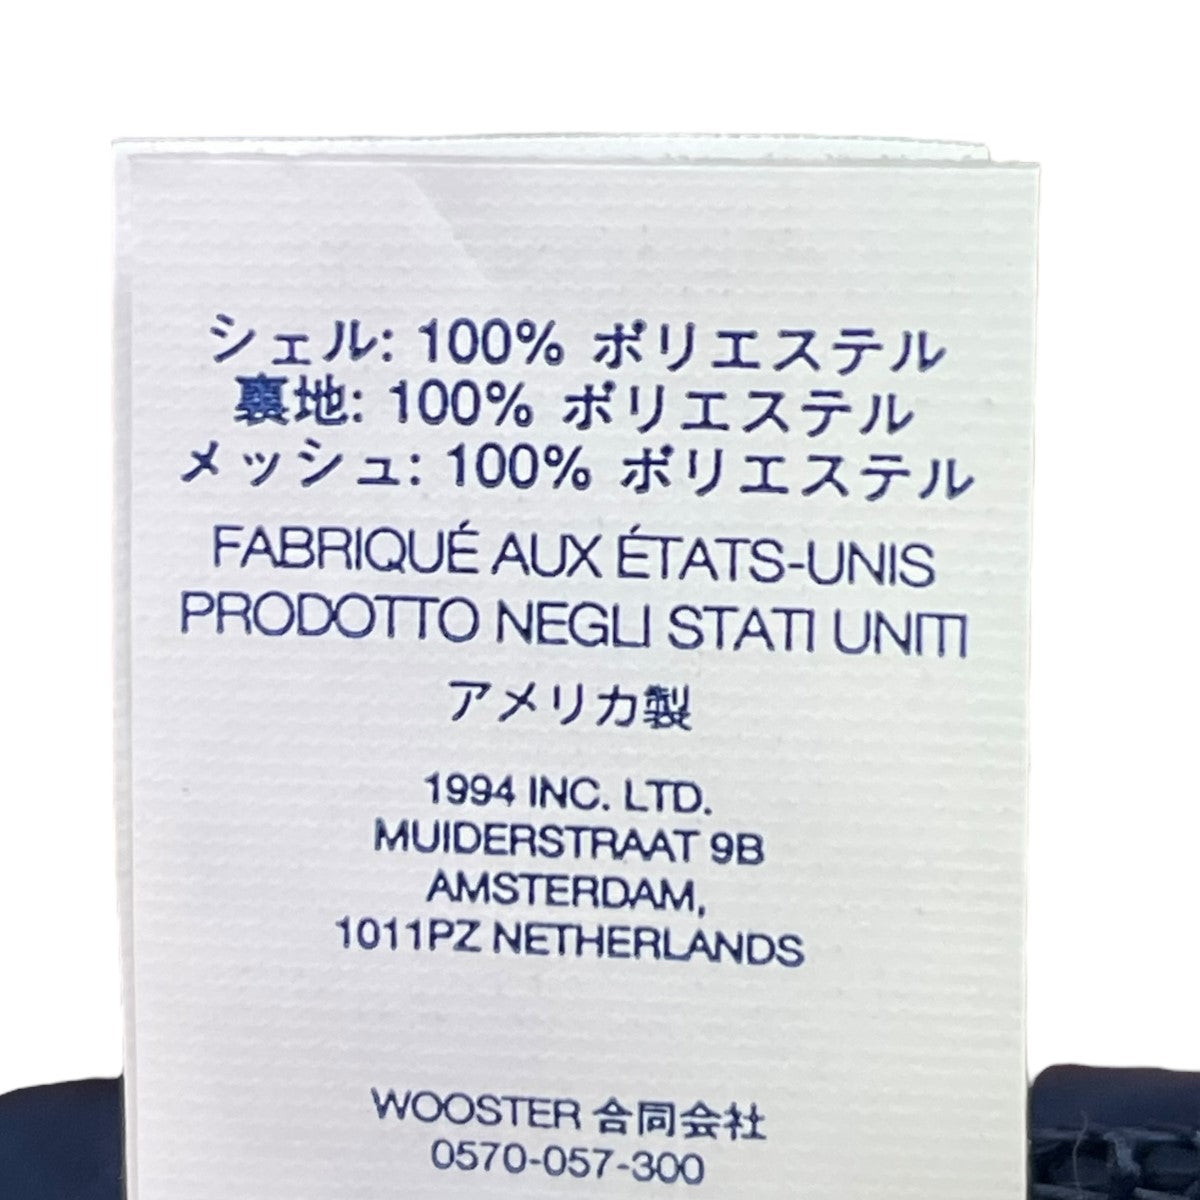 シェル: 100% ポリエステル
裏地: 100% ポリエステル
メッシュ: 100% ポリエステル
FABRIQUÉ AUX ÉTATS-UNIS
PRODOTTO NEGLI STATI UNITI
アメリカ製
1994 INC. LTD.
MUIDERSTRAAT 9B
AMSTERDAM,
1011PZ NETHERLANDS
WOOSTER 合同会社
0570-057-300